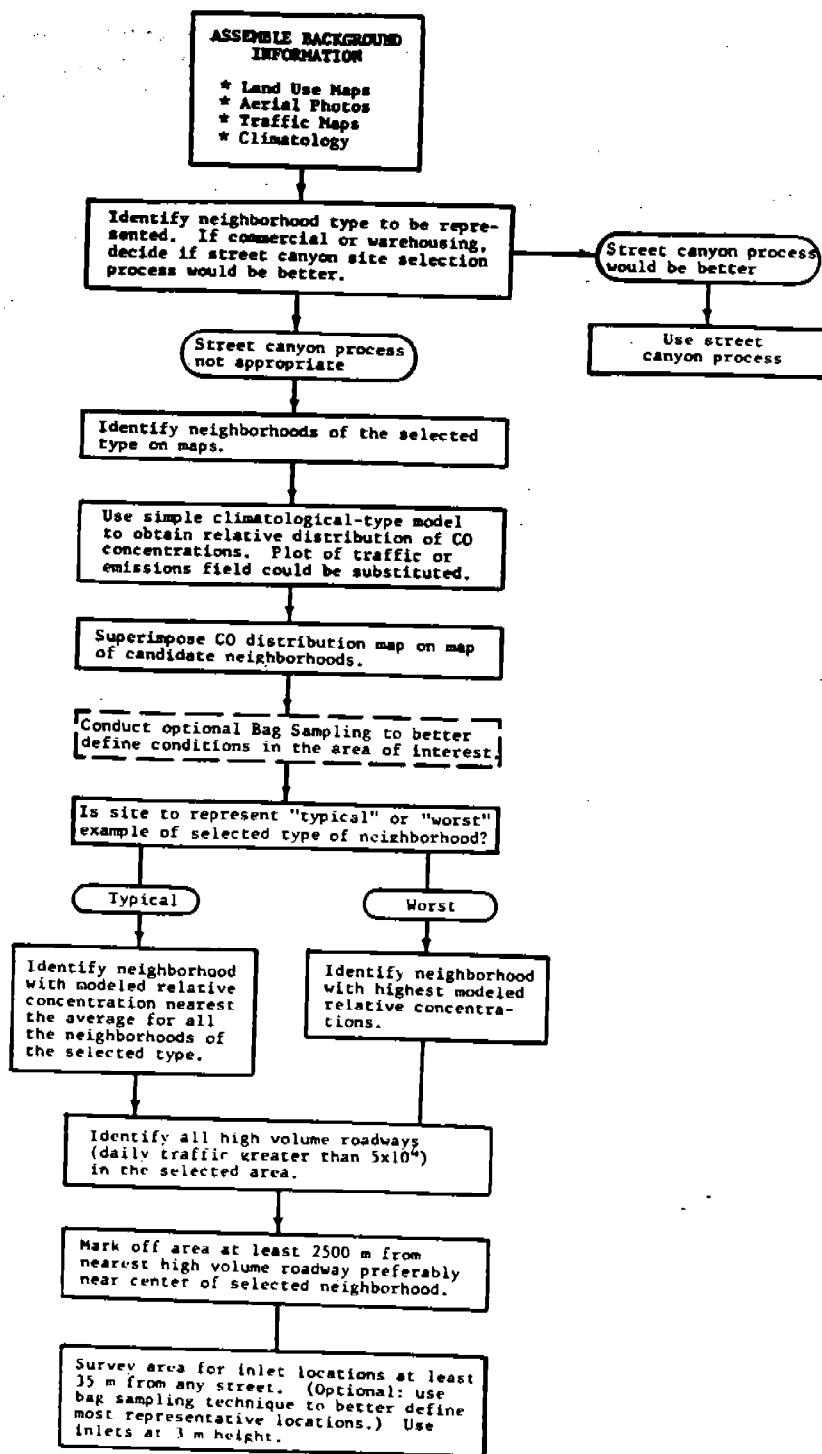 ASSEMBLE BACKGROUND
INFORMATION
* Land Use Maps
* Aerial Photos
* Traffic Maps
* Climatology
Identify neighborhood type to be repre-
sented. If commercial or warehousing,
decide if street canyon site selection
process would be better.
Street canyon process
would be better
Use street
canyon process
Street canyon process
not appropriate
Identify neighborhoods of the selected
type on maps.
Use simple climatological-type model
to obtain relative distribution of CO
concentrations. Plot of traffic or
emissions field could be substituted.
Superimpose CO distribution map on map
of candidate neighborhoods.
Conduct optional Bag Sampling to better
define conditions in the area of interest.
Is site to represent "typical" or "worst"
example of selected type of neighborhood?
Typical
Worst
Identify neighborhood
with modeled relative
concentration nearest
the average for all
the neighborhoods of
the selected type.
Identify neighborhood
with highest modeled
relative concentra-
tions.
Identify all high volume roadways
(daily traffic greater than 5x10⁴)
in the selected area.
Mark off area at least 2500 m from
nearest high volume roadway preferably
near center of selected neighborhood.
Survey area for inlet locations at least
35 m from any street. (Optional: use
bag sampling technique to better define
most representative locations.) Use
inlets at 3 m height.